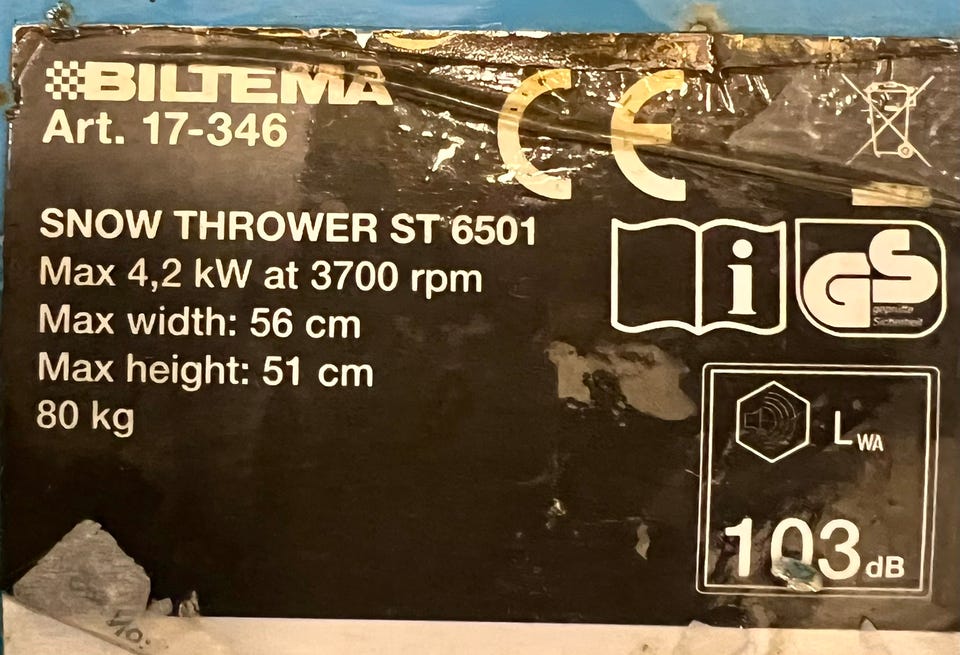 BILTEMA
Art. 17-346
CE
SNOW THROWER ST 6501
Max 4,2 kW at 3700 rpm
Max width: 56 cm
Max height: 51 cm
80 kg
i
GS
geprüfte
Sicherheit
LWA
103 dB
No: